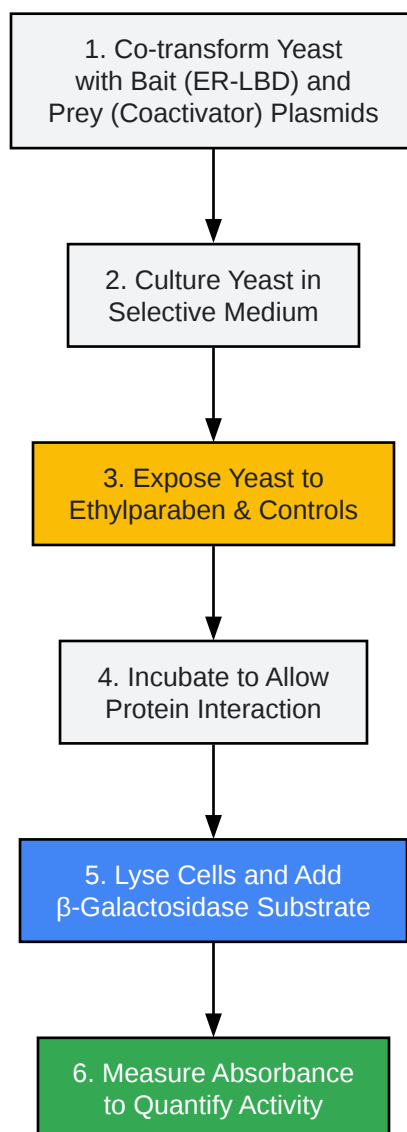 1. Co-transform Yeast
with Bait (ER-LBD) and
Prey (Coactivator) Plasmids
2. Culture Yeast in
Selective Medium
3. Expose Yeast to
Ethylparaben & Controls
4. Incubate to Allow
Protein Interaction
5. Lyse Cells and Add
β-Galactosidase Substrate
6. Measure Absorbance
to Quantify Activity